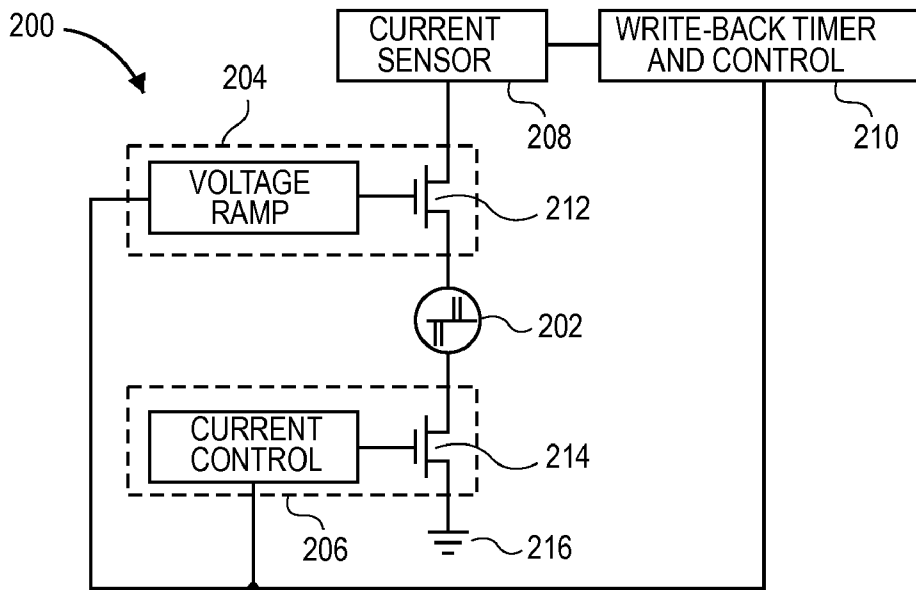 200
CURRENT
SENSOR
WRITE-BACK TIMER
AND CONTROL
204
208
210
VOLTAGE
RAMP
212
202
CURRENT
CONTROL
214
206
216